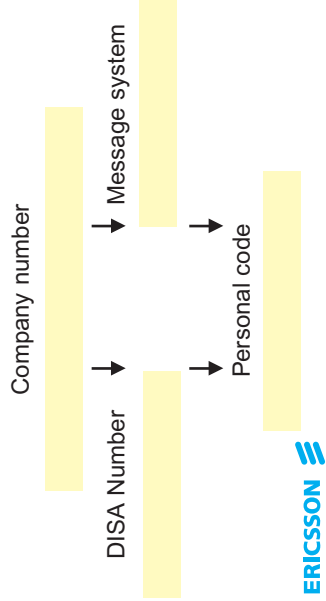 Company number
DISA Number
Message system
Personal code
ERICSSON